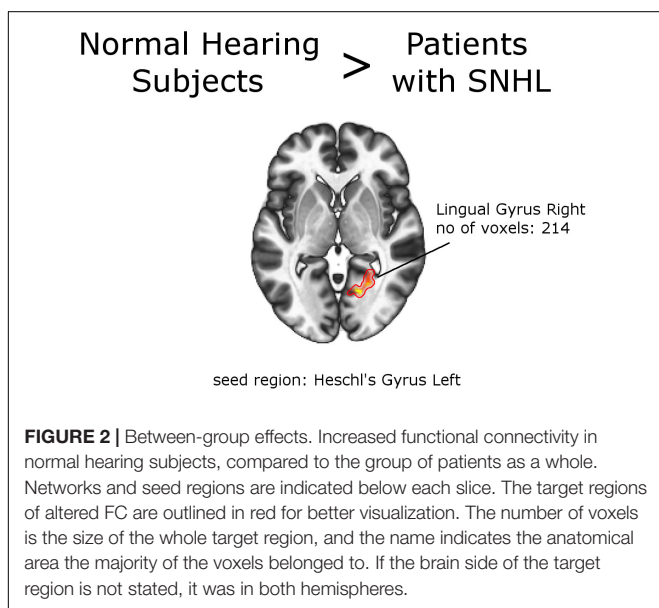 Normal Hearing Subjects > Patients with SNHL
Lingual Gyrus Right
no of voxels: 214
seed region: Heschl's Gyrus Left
FIGURE 2 | Between-group effects. Increased functional connectivity in
normal hearing subjects, compared to the group of patients as a whole.
Networks and seed regions are indicated below each slice. The target regions
of altered FC are outlined in red for better visualization. The number of voxels
is the size of the whole target region, and the name indicates the anatomical
area the majority of the voxels belonged to. If the brain side of the target
region is not stated, it was in both hemispheres.